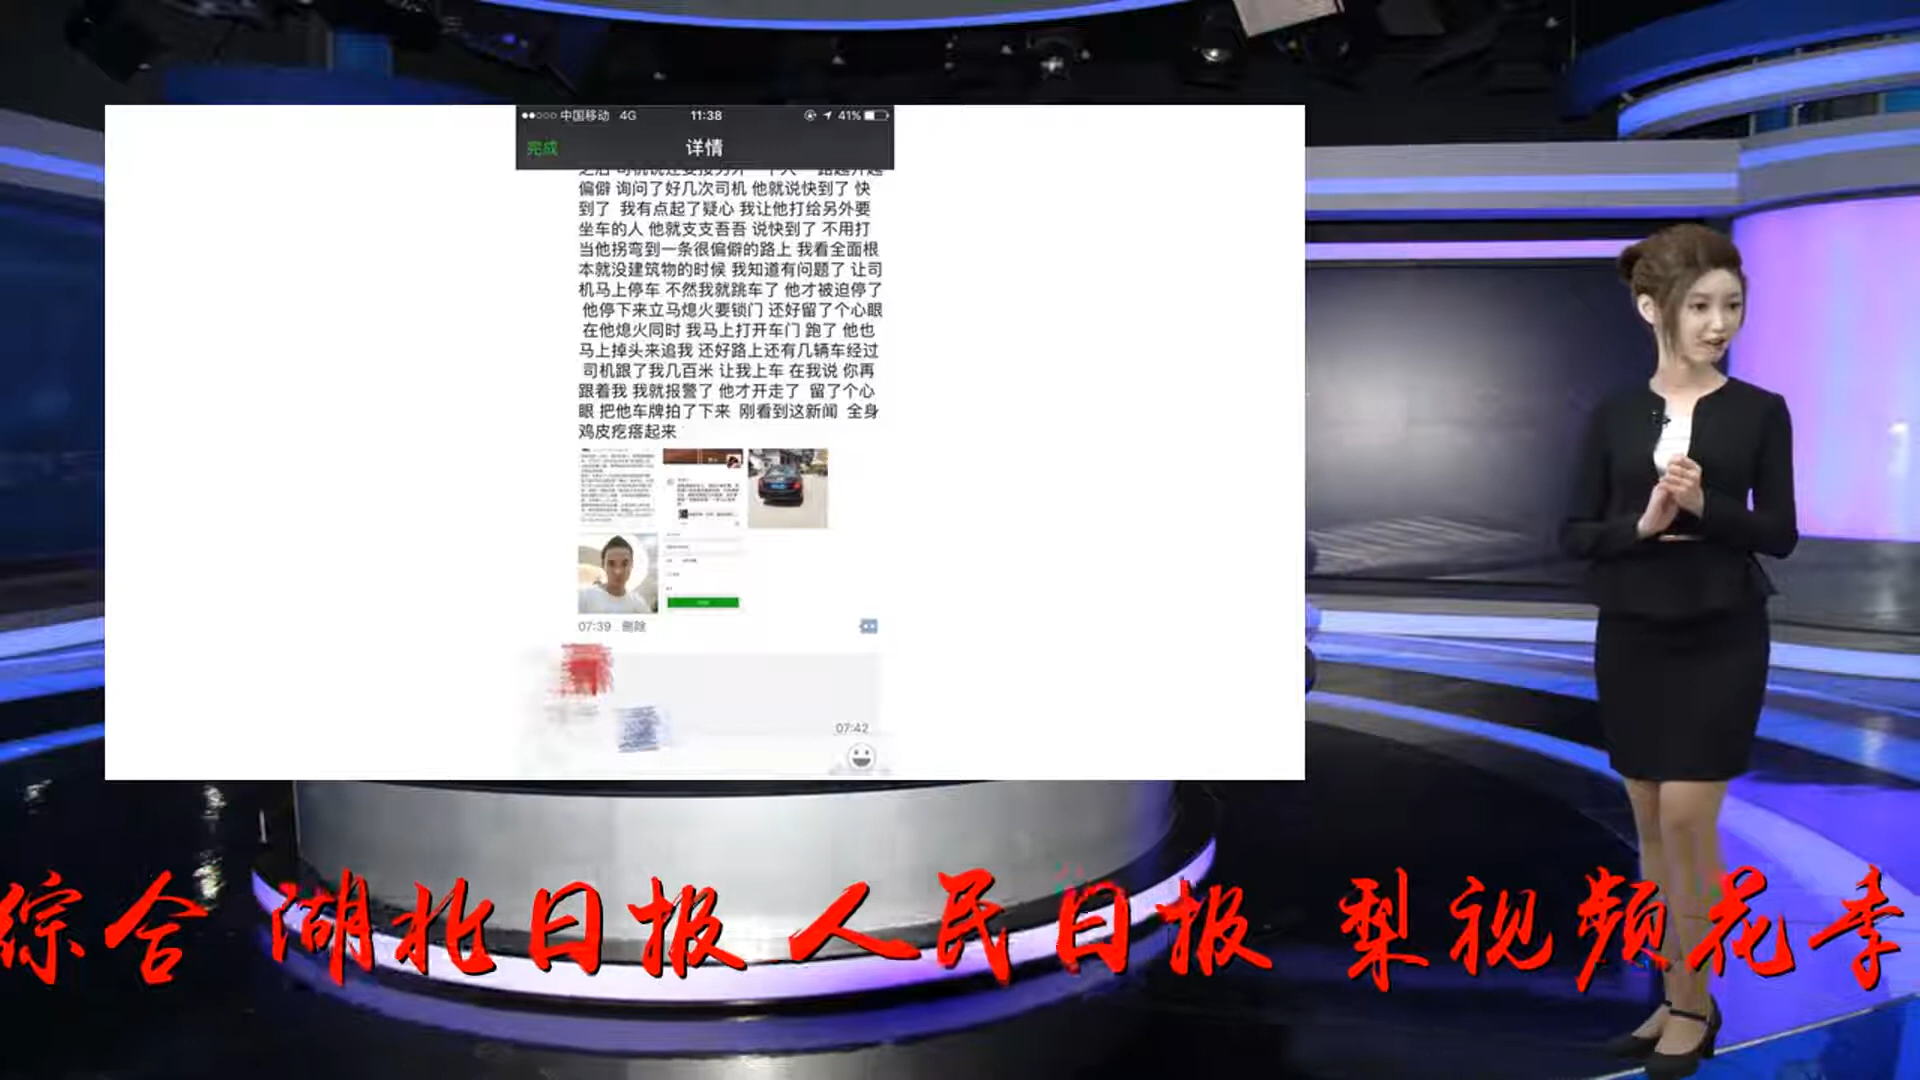 中国移动 4G 11:38 41%
完成 详情
偏僻 询问了好几次司机 他就说快到了 快
到了 我有点起了疑心 我让他打给另外要
坐车的人 他就支支吾吾 说快到了 不用打
当他拐弯到一条很偏僻的路上 我看全面根
本就没建筑物的时候 我知道有问题了 让司
机马上停车 不然我就跳车了 他才被迫停了
他停下来立马熄火要锁门 还好留了个心眼
在他熄火同时 我马上打开车门 跑了 他也
马上掉头来追我 还好路上还有几辆车经过
司机跟了我几百米 让我上车 在我说 你再
跟着我 我就报警了 他才开走了 留了个心
眼 把他车牌拍了下来 刚看到这新闻 全身
鸡皮疙瘩起来
07:39 删除
07:42
综合 湖北日报 人民日报 梨视频花季